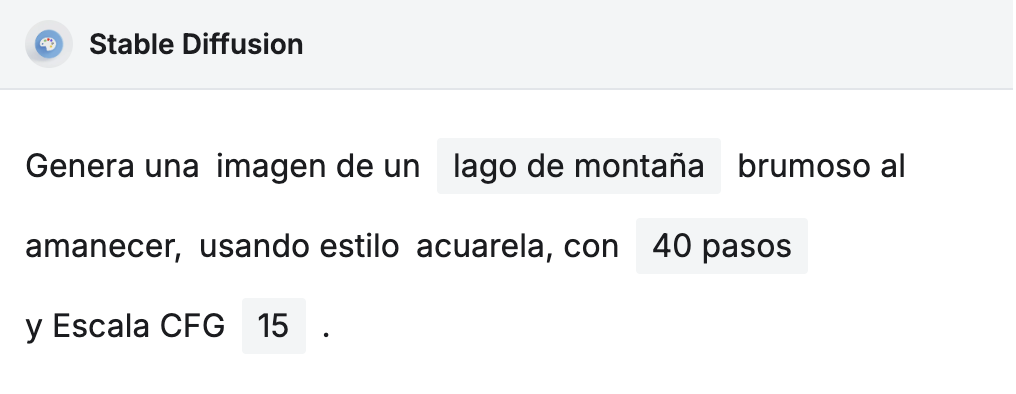 Stable Diffusion
Genera una imagen de un lago de montaña brumoso al
amanecer, usando estilo acuarela, con 40 pasos
y Escala CFG 15 .